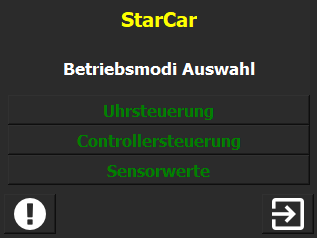 StarCar
Betriebsmodi Auswahl
Uhrsteuerung
Controllersteuerung
Sensorwerte